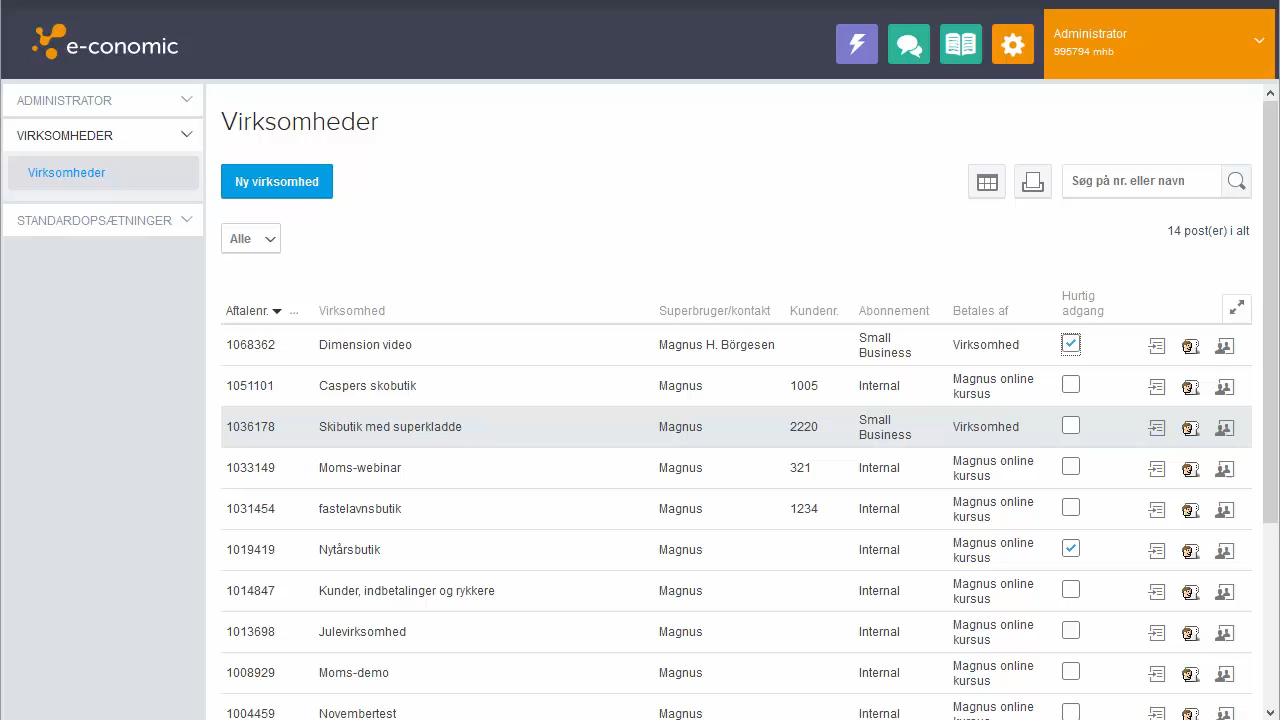 e-conomic
Administrator
995794 mhb
ADMINISTRATOR
VIRKSOMHEDER
Virksomheder
STANDARDOPSÆTNINGER
Virksomheder
Ny virksomhed
Søg på nr. eller navn
Alle
14 post(er) i alt
Aftalenr. ... Virksomhed Superbruger/kontakt Kundenr. Abonnement Betales af Hurtig adgang
1068362 Dimension video Magnus H. Börgesen Small Business Virksomhed
1051101 Caspers skobutik Magnus 1005 Internal Magnus online kursus
1036178 Skibutik med superkladde Magnus 2220 Small Business Virksomhed
1033149 Moms-webinar Magnus 321 Internal Magnus online kursus
1031454 fastelavnsbutik Magnus 1234 Internal Magnus online kursus
1019419 Nytårsbutik Magnus Internal Magnus online kursus
1014847 Kunder, indbetalinger og rykkere Magnus Internal Magnus online kursus
1013698 Julevirksomhed Magnus Internal Magnus online kursus
1008929 Moms-demo Magnus Internal Magnus online kursus
1004459 Novembertest Magnus Internal Magnus online